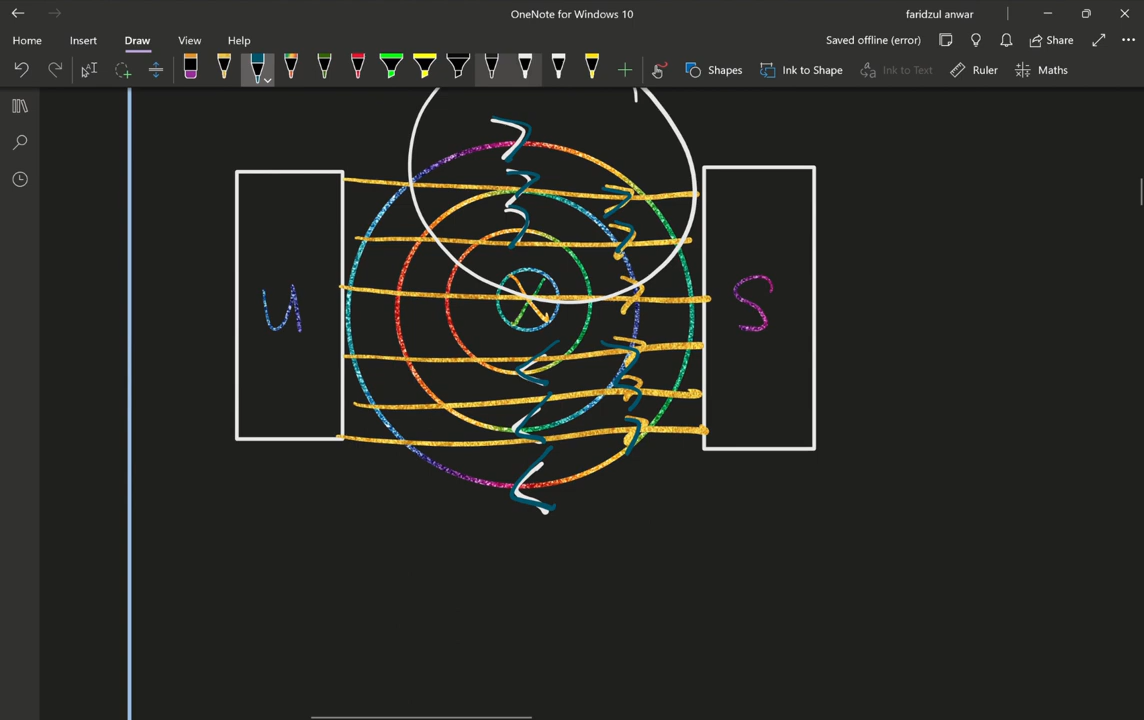 OneNote for Windows 10
faridzul anwar
Home Insert Draw View Help
Saved offline (error)
Share
Shapes
Ink to Shape
Ink to Text
Ruler
Maths
U S